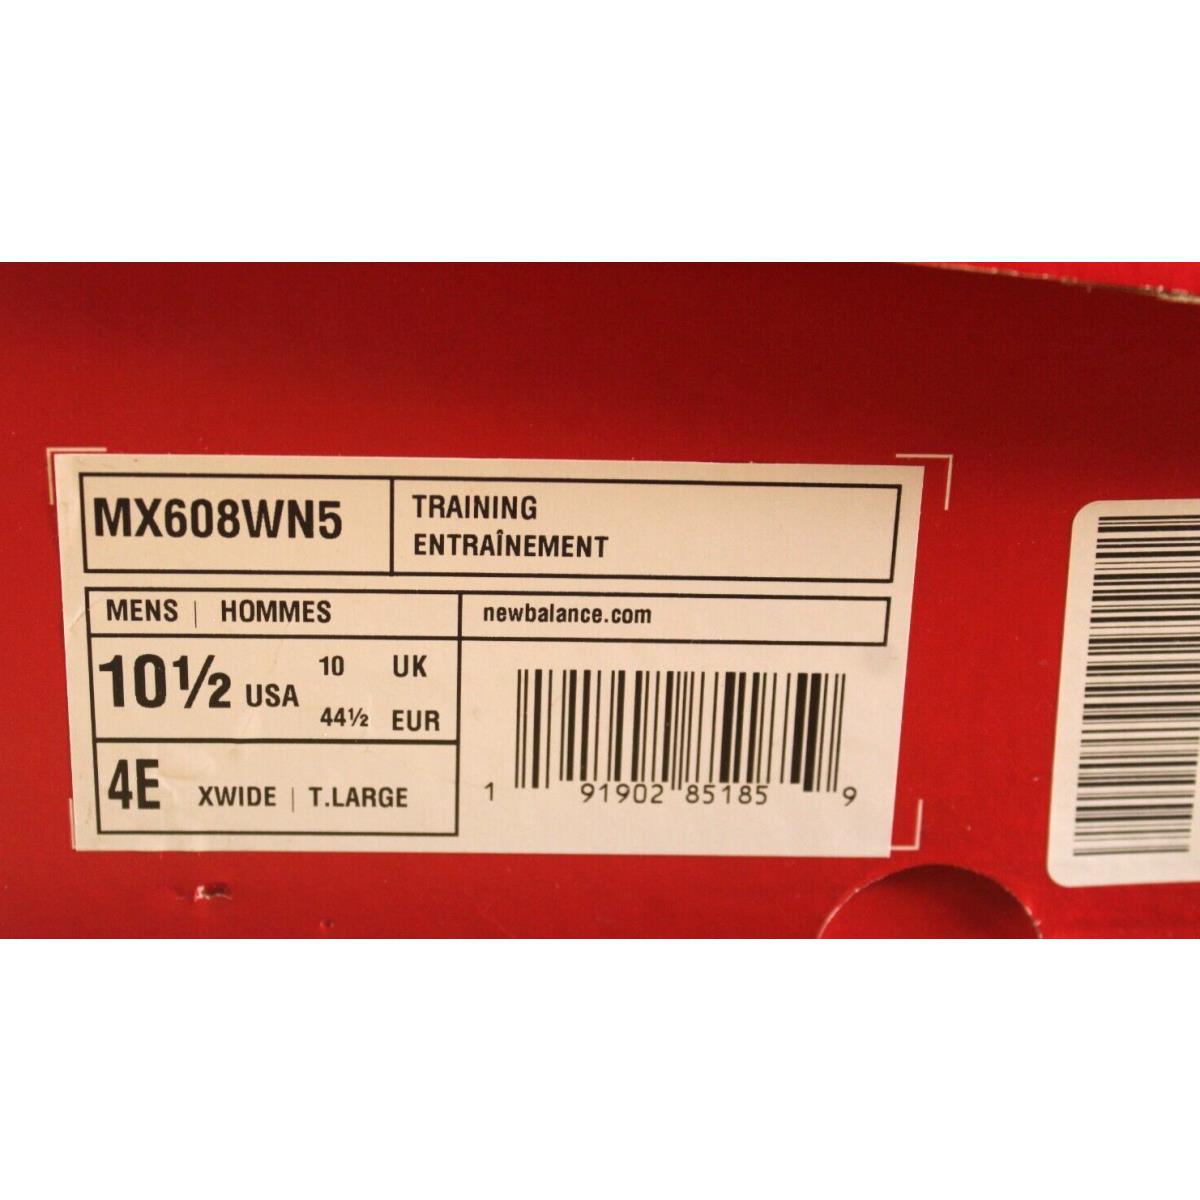 MX608WN5
TRAINING
ENTRAÎNEMENT
MENS | HOMMES
newbalance.com
10½ USA
10 UK
44½ EUR
4E XWIDE | T.LARGE
1 91902 85185 9